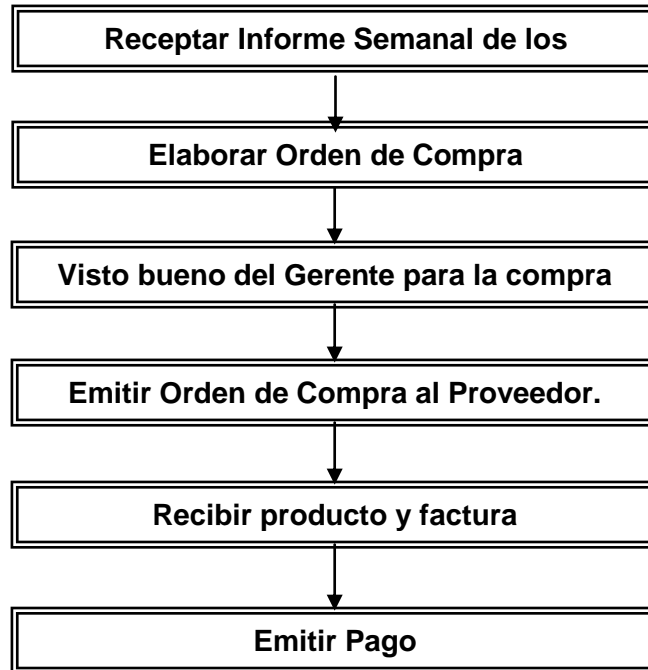 Receptar Informe Semanal de los
Elaborar Orden de Compra
Visto bueno del Gerente para la compra
Emitir Orden de Compra al Proveedor.
Recibir producto y factura
Emitir Pago